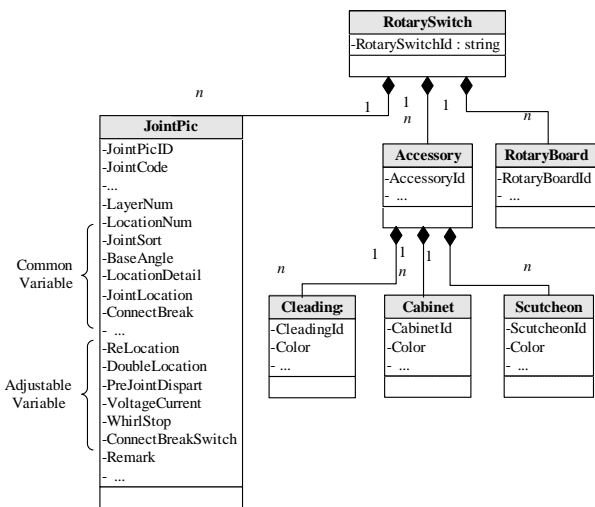 RotarySwitch
-RotarySwitchId : string
n
1
1
n
1
n
JointPic
-JointPicID
-JointCode
-...
-LayerNum
-LocationNum
-JointSort
-BaseAngle
-LocationDetail
-JointLocation
-ConnectBreak
- ...
-ReLocation
-DoubleLocation
-PreJointDispart
-VoltageCurrent
-WhirlStop
-ConnectBreakSwitch
-Remark
- ...
Common
Variable
Adjustable
Variable
Accessory
-AccessoryId
- ...
RotaryBoard
-RotaryBoardId
- ...
n
1
1
n
1
n
Cleading:
-CleadingId
-Color
- ...
Cabinet
-CabinetId
-Color
- ...
Scutcheon
-ScutcheonId
-Color
- ...